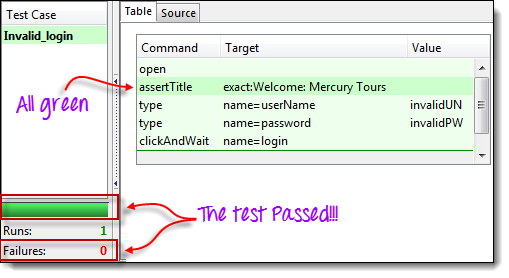 Test Case
Invalid_login
All green
Runs: 1
Failures: 0
Table Source
Command Target Value
open
assertTitle exact:Welcome: Mercury Tours
type name=userName invalidUN
type name=password invalidPW
clickAndWait name=login
The test Passed!!!